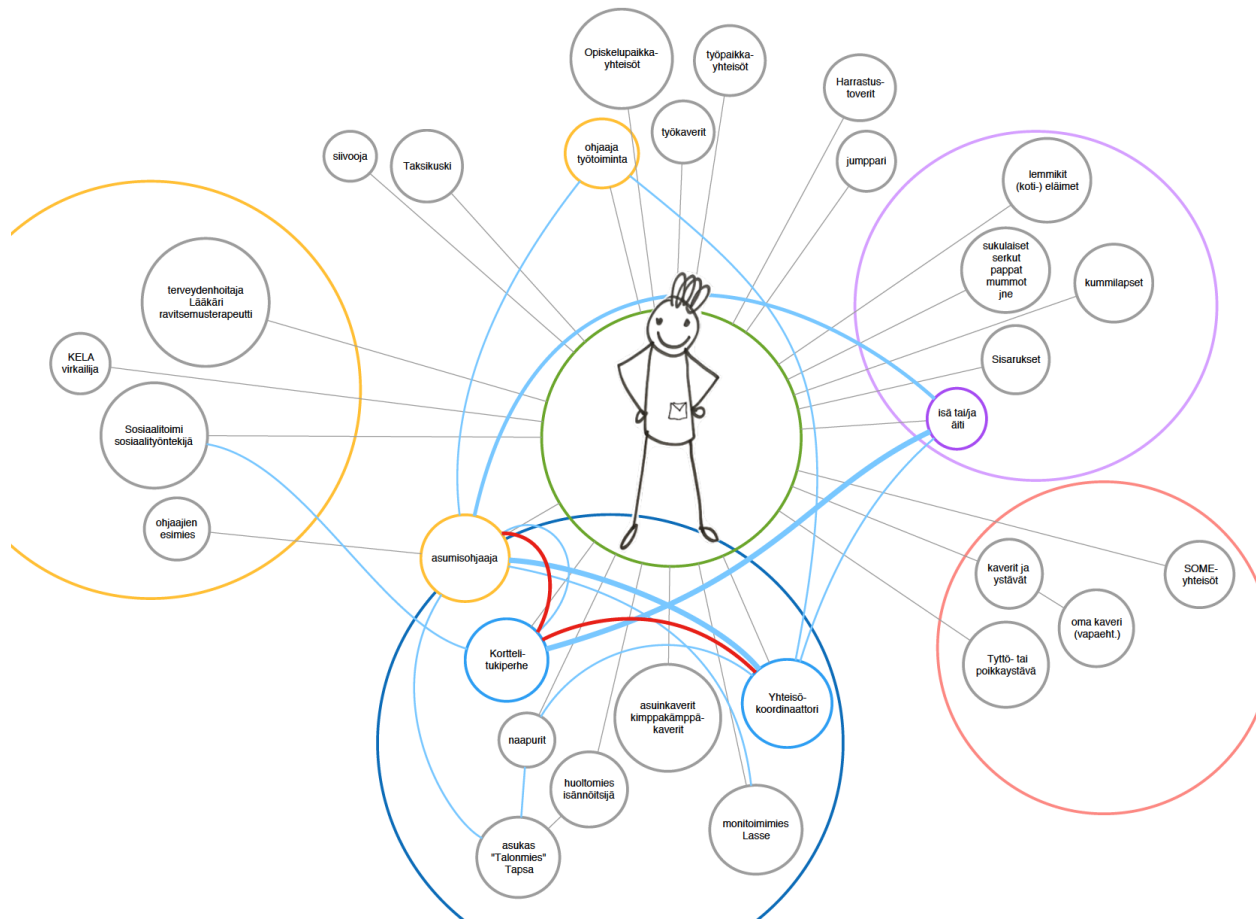 Opiskelupaikka-
yhteisöt
työpaikka-
yhteisöt
Harrastus-
toverit
työkaverit
ohjaaja
työtoiminta
siivooja
Taksikuski
jumppari
lemmikit
(koti-) eläimet
sukulaiset
serkut
pappat
mummot
jne
kummilapset
Sisarukset
isä tai/ja
äiti
terveydenhoitaja
Lääkäri
ravitsemusterapeutti
KELA
virkailija
Sosiaalitoimi
sosiaalityöntekijä
ohjaajien
esimies
asumisohjaaja
Kortteli-
tukiperhe
Yhteisö-
koordinaattori
asuinkaverit
kimppakämppä-
kaverit
naapurit
huoltomies
isännöitsijä
asukas
"Talonmies"
Tapsa
monitoimimies
Lasse
kaverit ja
ystävät
SOME-
yhteisöt
oma kaveri
(vapaeht.)
Tyttö- tai
poikkaystävä